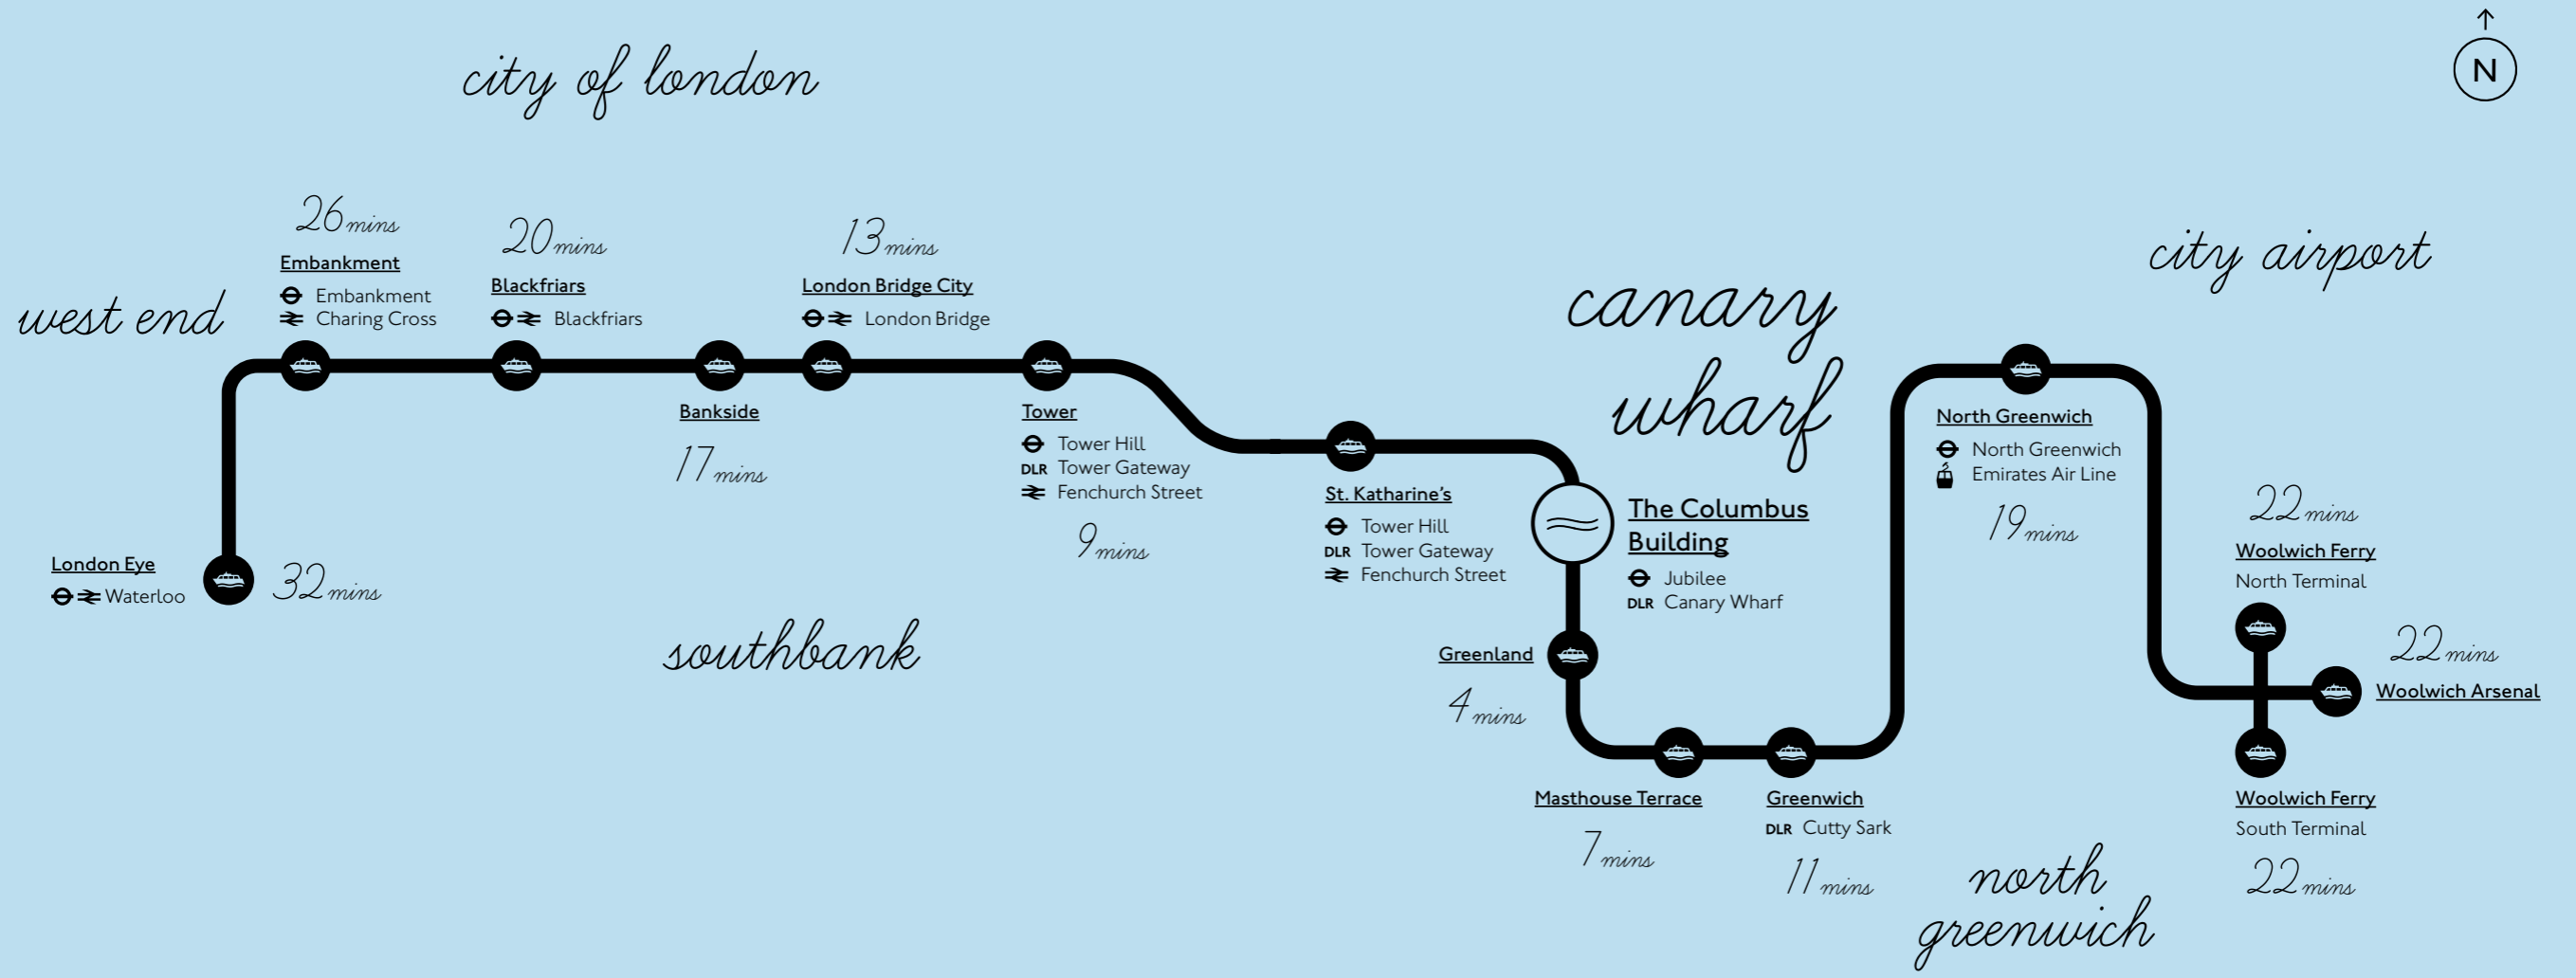 N
city of london
west end
26 mins
Embankment
Embankment
Charing Cross
20 mins
Blackfriars
Blackfriars
13 mins
London Bridge City
London Bridge
London Eye
Waterloo
32 mins
Bankside
17 mins
Tower
Tower Hill
DLR Tower Gateway
Fenchurch Street
9 mins
southbank
St. Katharine's
Tower Hill
DLR Tower Gateway
Fenchurch Street
canary
wharf
The Columbus
Building
Jubilee
DLR Canary Wharf
Greenland
4 mins
Masthouse Terrace
7 mins
Greenwich
DLR Cutty Sark
11 mins
city airport
North Greenwich
North Greenwich
Emirates Air Line
19 mins
north
greenwich
22 mins
Woolwich Ferry
North Terminal
22 mins
Woolwich Arsenal
Woolwich Ferry
South Terminal
22 mins